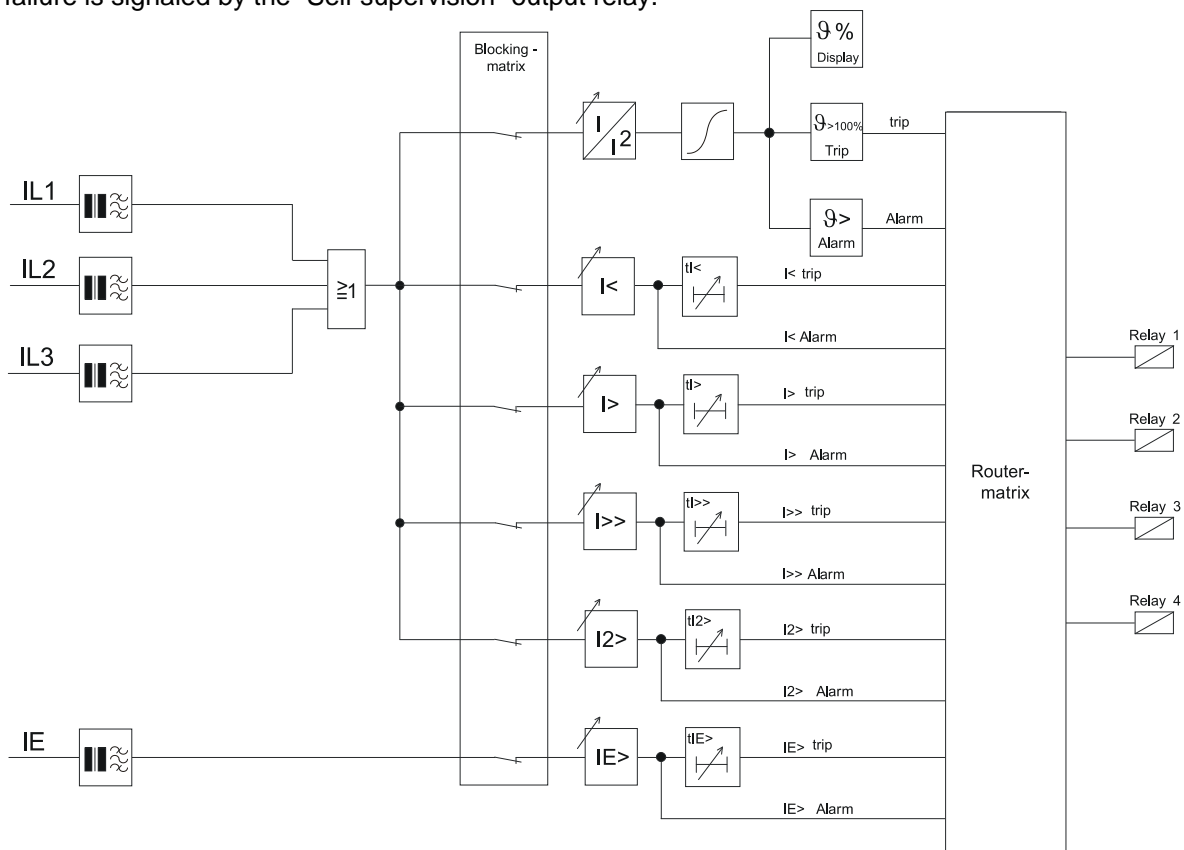 failure is signaled by the "Self-supervision" output relay.
Blocking -
matrix
ϑ %
Display
I
I 2
ϑ>100%
Trip
trip
ϑ>
Alarm
Alarm
IL1
IL2
IL3
≧1
I<
tI<
I< trip
I< Alarm
I>
tI>
I> trip
I> Alarm
I>>
tI>>
I>> trip
I>> Alarm
I2>
tI2>
I2> trip
I2> Alarm
IE
IE>
tIE>
IE> trip
IE> Alarm
Router-
matrix
Relay 1
Relay 2
Relay 3
Relay 4